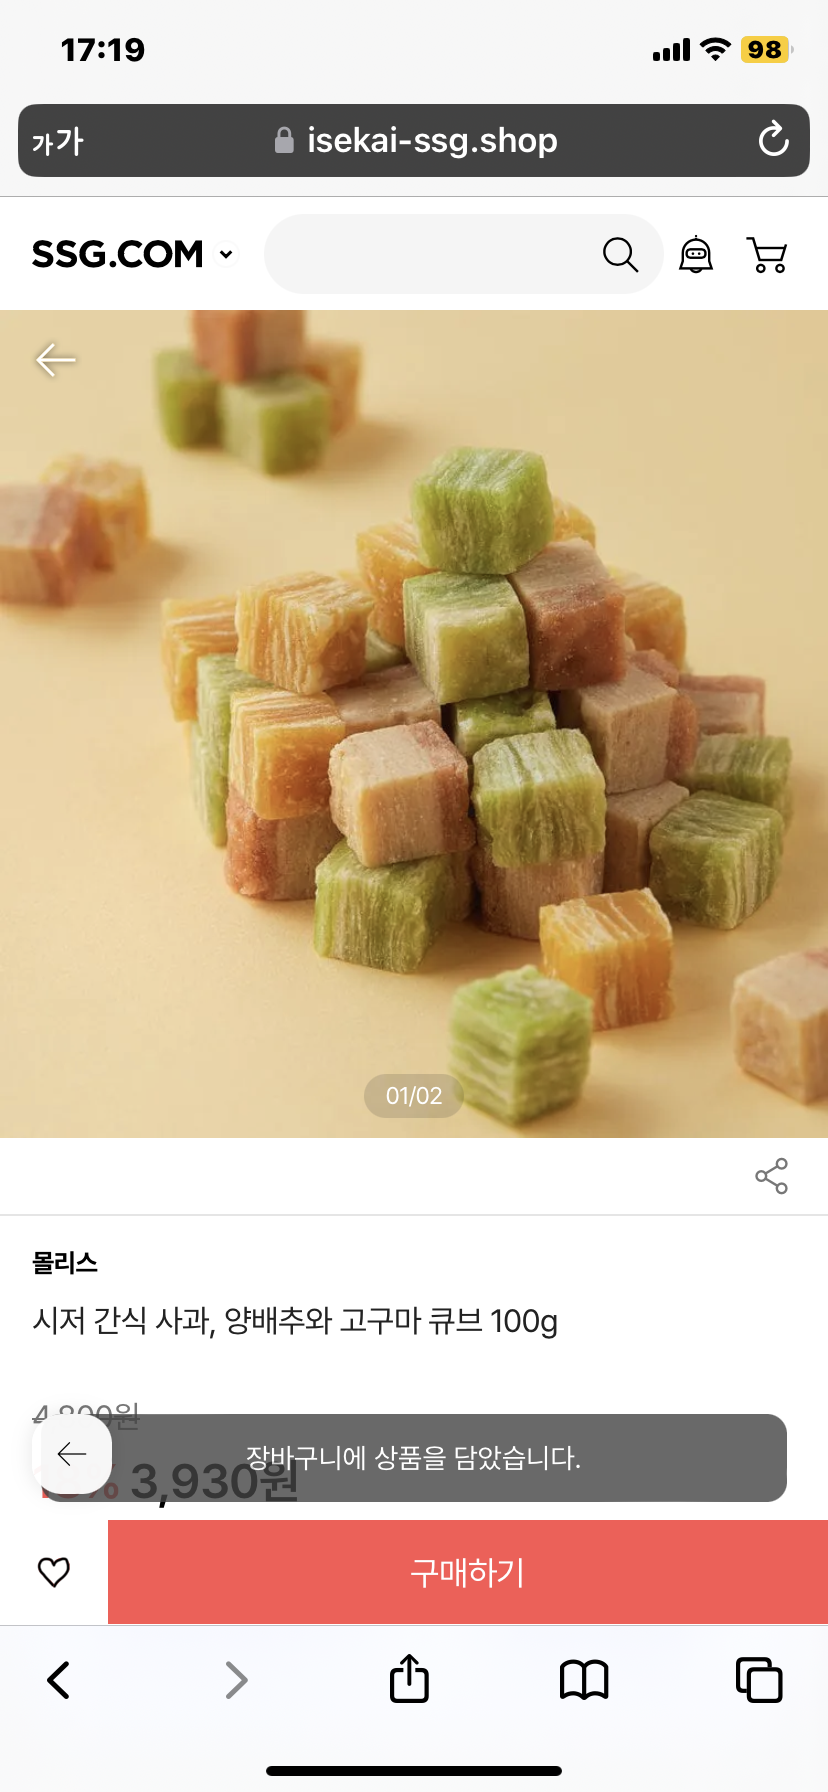 17:19
98
가가
isekai-ssg.shop
SSG.COM
01/02
몰리스
시저 간식 사과, 양배추와 고구마 큐브 100g
장바구니에 상품을 담았습니다.
3,930원
구매하기